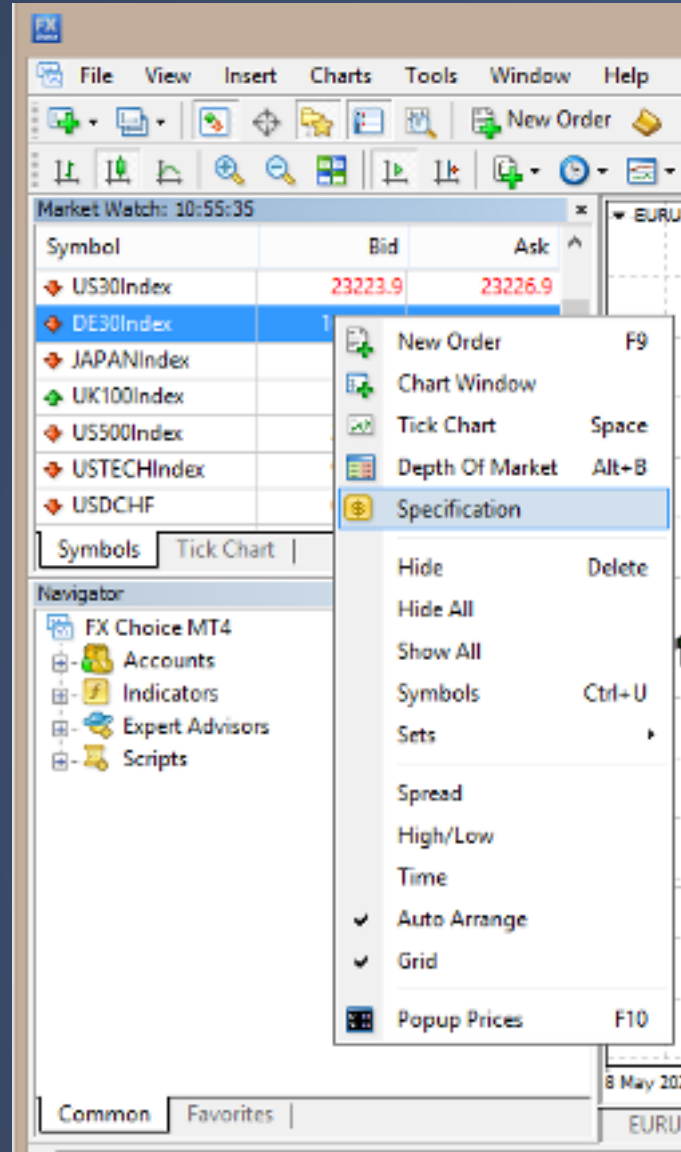 FX
File View Insert Charts Tools Window Help
New Order
Market Watch: 10:55:35
Symbol Bid Ask
US30Index 23223.9 23226.9
DE30Index
JAPANIndex
UK100Index
US500Index
USTECHIndex
USDCHF
Symbols Tick Chart
New Order F9
Chart Window
Tick Chart Space
Depth Of Market Alt+B
Specification
Hide Delete
Hide All
Show All
Symbols Ctrl+U
Sets
Spread
High/Low
Time
Auto Arrange
Grid
Popup Prices F10
Navigator
FX Choice MT4
Accounts
Indicators
Expert Advisors
Scripts
Common Favorites
EURU
8 May 202
EURU